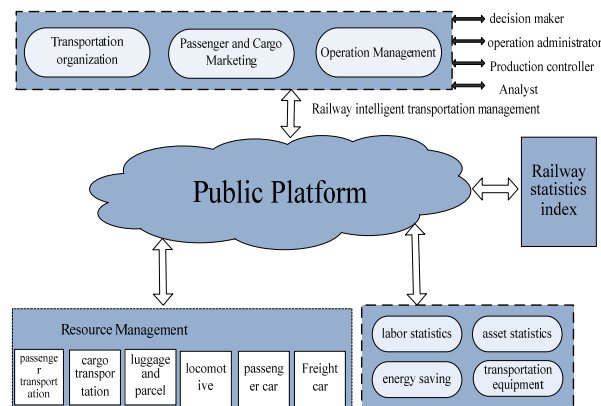 Transportation
organization
Passenger and Cargo
Marketing
Operation Management
decision maker
operation administrator
Production controller
Analyst
Railway intelligent transportation management
Public Platform
Railway
statistics
index
Resource Management
passenge
r
transport
ation
cargo
transpor
tation
luggage
and
parcel
locomot
ive
passeng
er car
Freight
car
labor statistics
asset statistics
energy saving
transportation
equipment